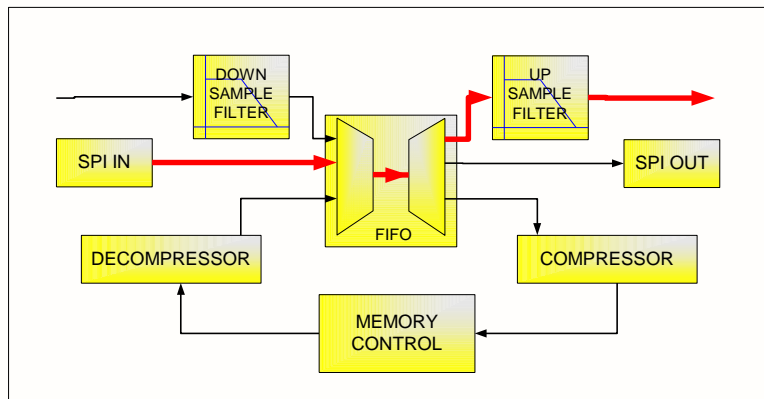 DOWN
SAMPLE
FILTER
UP
SAMPLE
FILTER
SPI IN
SPI OUT
FIFO
DECOMPRESSOR
COMPRESSOR
MEMORY
CONTROL